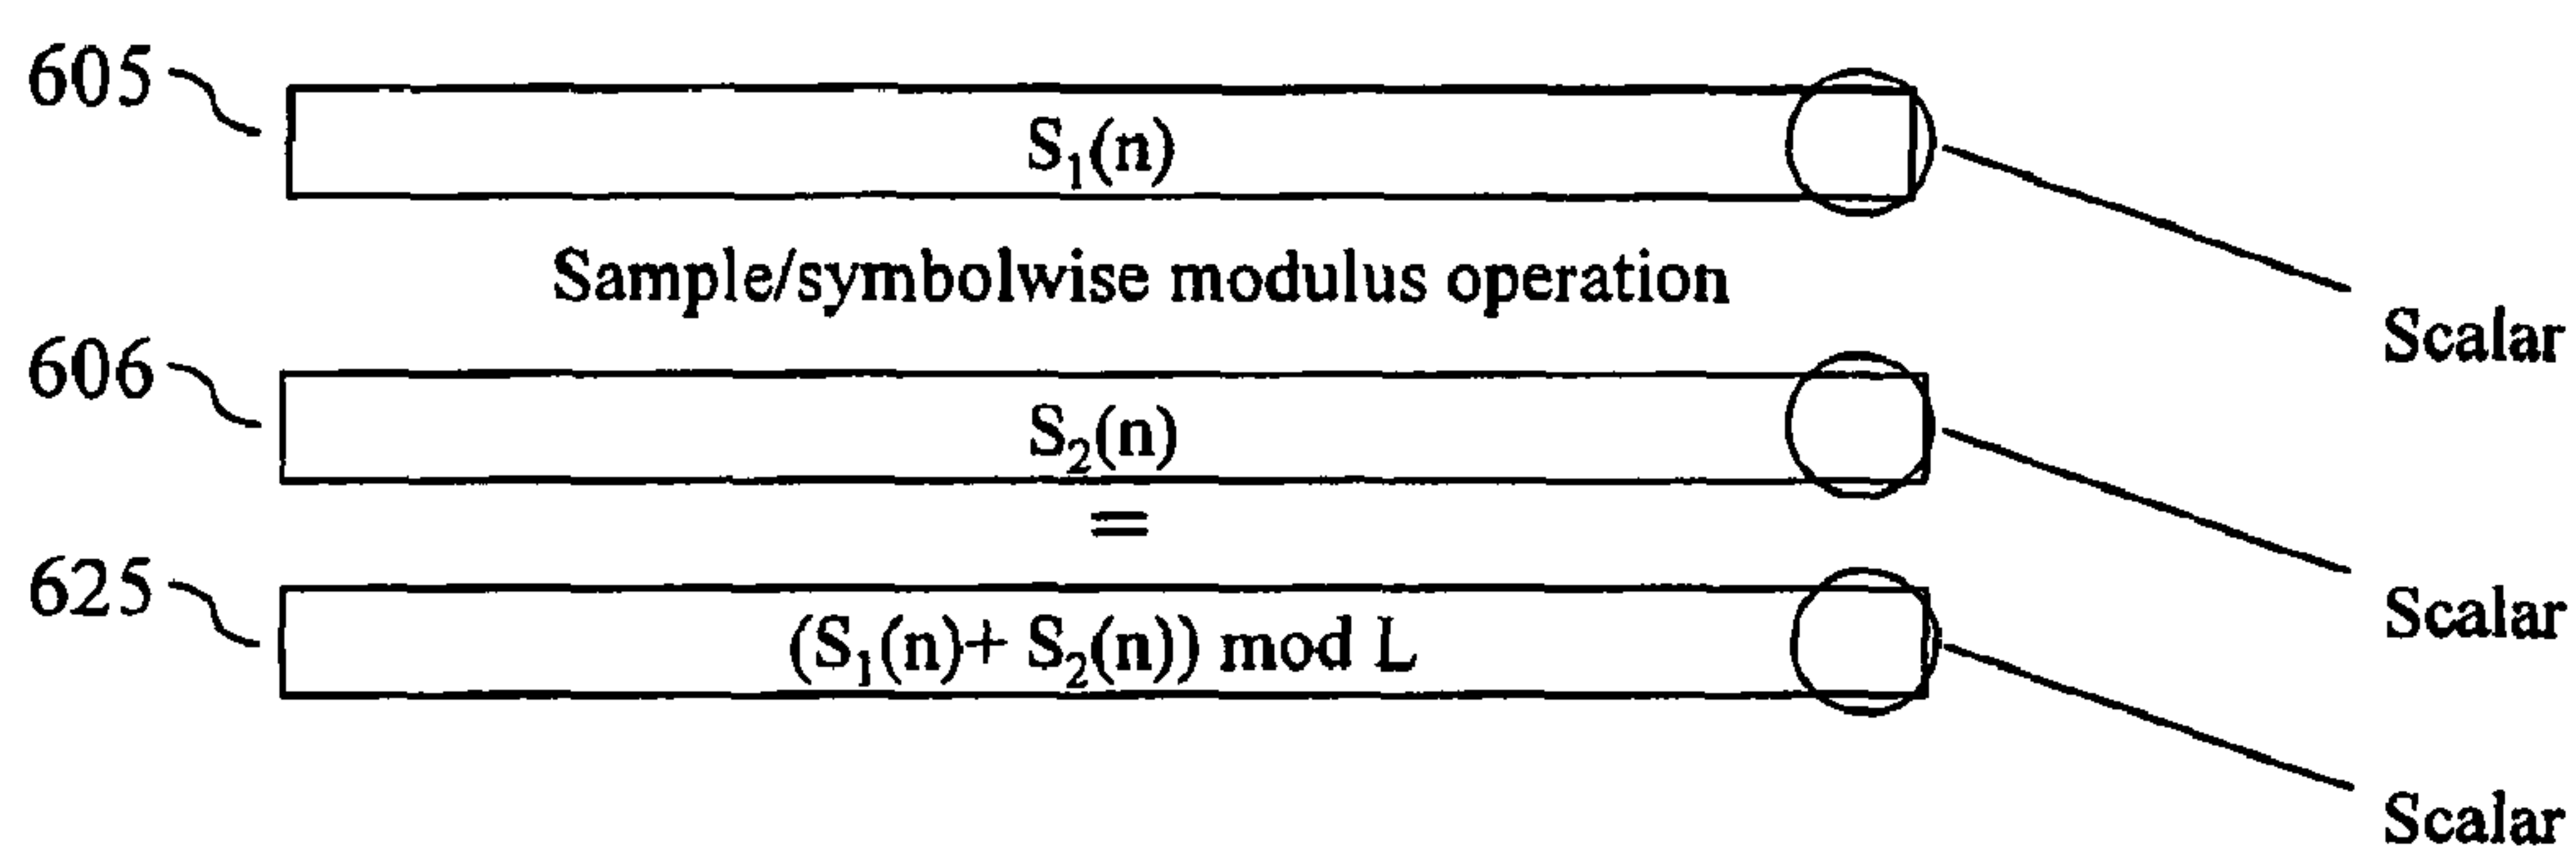 605
S₁(n)
Sample/symbolwise modulus operation
Scalar
606
S₂(n)
Scalar
=
625
(S₁(n)+ S₂(n)) mod L
Scalar